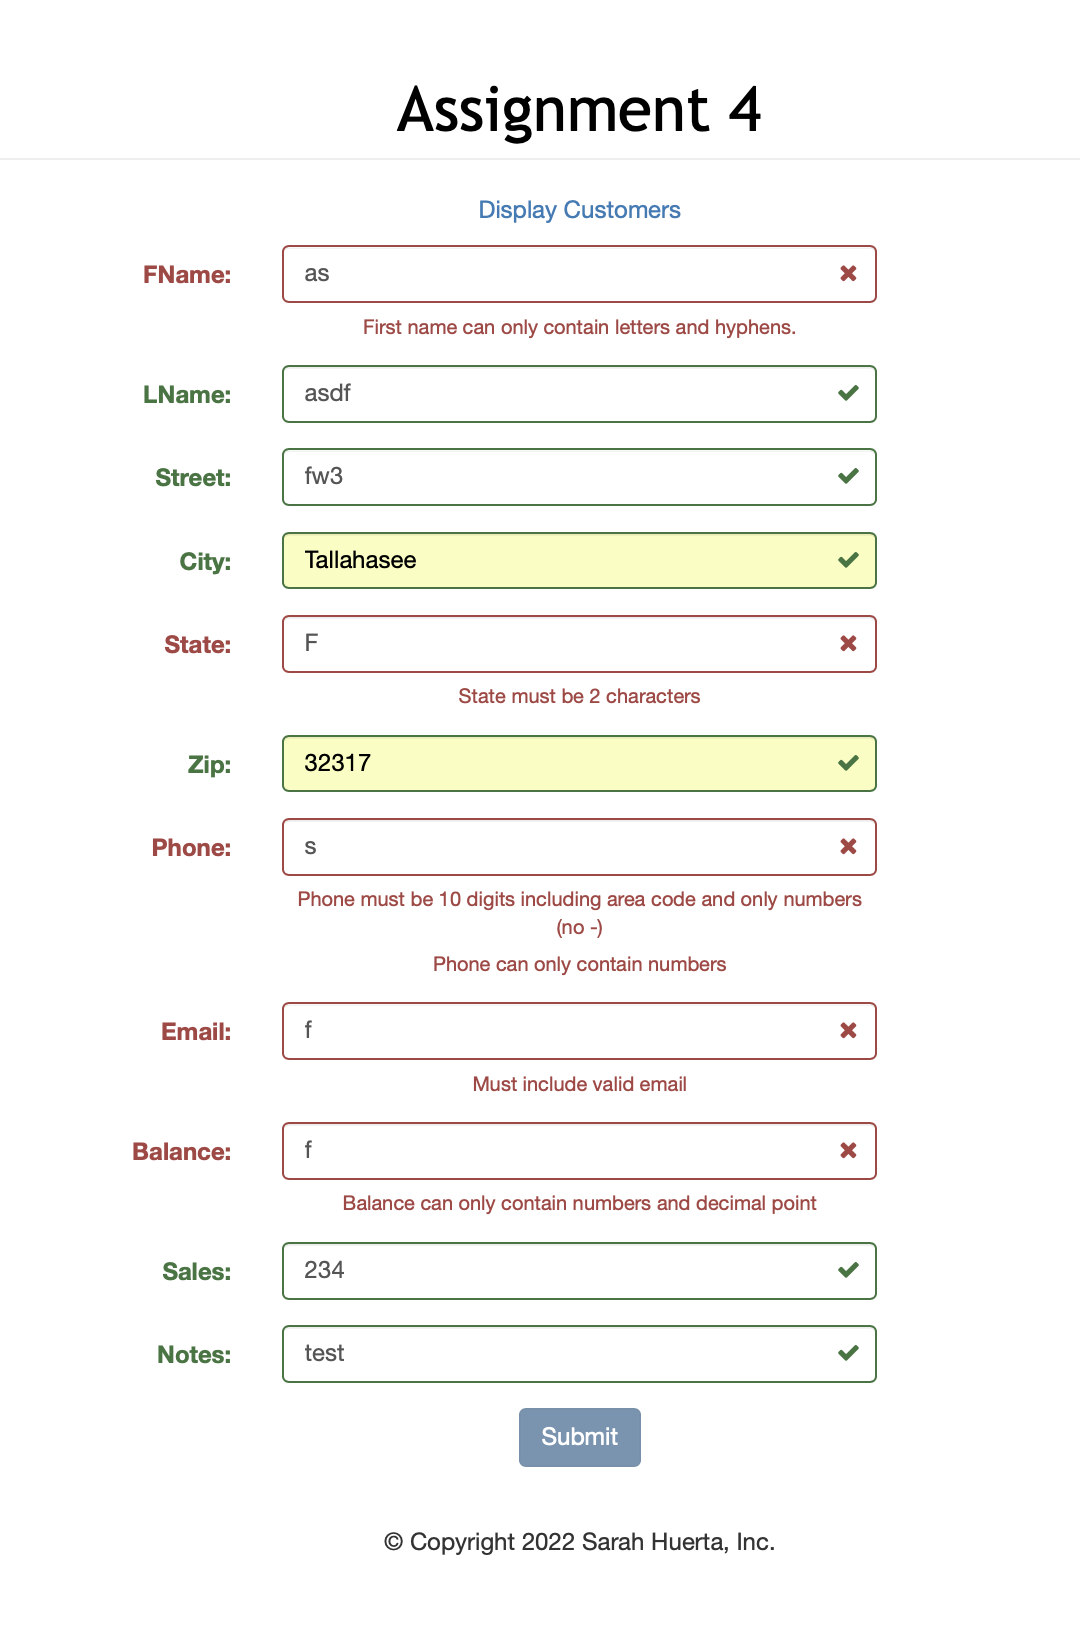 Assignment 4
Display Customers
FName: as
First name can only contain letters and hyphens.
LName: asdf
Street: fw3
City: Tallahasee
State: F
State must be 2 characters
Zip: 32317
Phone: s
Phone must be 10 digits including area code and only numbers
(no -)
Phone can only contain numbers
Email: f
Must include valid email
Balance: f
Balance can only contain numbers and decimal point
Sales: 234
Notes: test
Submit
© Copyright 2022 Sarah Huerta, Inc.